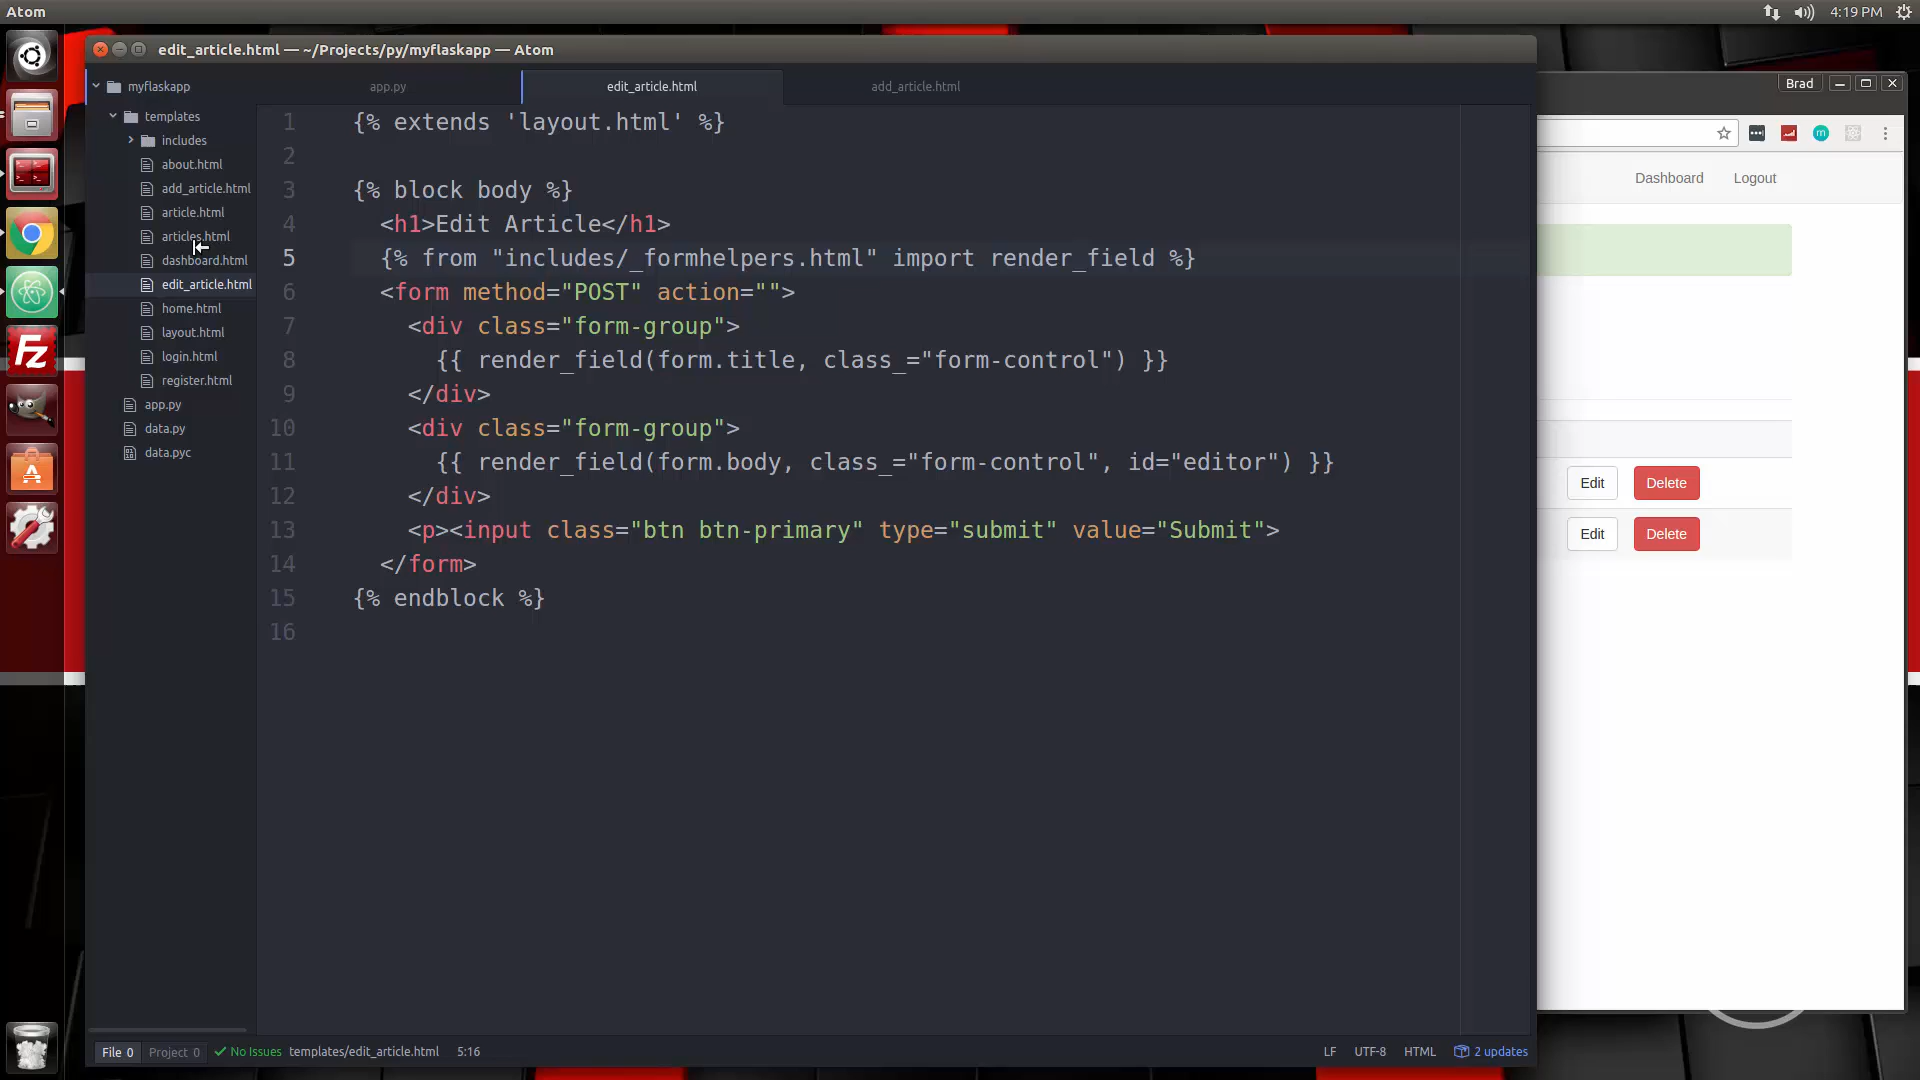 Atom
4:19 PM
edit_article.html — ~/Projects/py/myflaskapp — Atom
Brad
myflaskapp
app.py
edit_article.html
add_article.html
templates
includes
about.html
add_article.html
article.html
articles.html
dashboard.html
edit_article.html
home.html
layout.html
login.html
register.html
app.py
data.py
data.pyc
1 {% extends 'layout.html' %}
2
3 {% block body %}
4 <h1>Edit Article</h1>
5 {% from "includes/_formhelpers.html" import render_field %}
6 <form method="POST" action="">
7 <div class="form-group">
8 {{ render_field(form.title, class_="form-control") }}
9 </div>
10 <div class="form-group">
11 {{ render_field(form.body, class_="form-control", id="editor") }}
12 </div>
13 <p><input class="btn btn-primary" type="submit" value="Submit">
14 </form>
15 {% endblock %}
16
Dashboard Logout
Edit Delete
Edit Delete
File 0 Project 0 No Issues templates/edit_article.html 5:16
LF UTF-8 HTML 2 updates